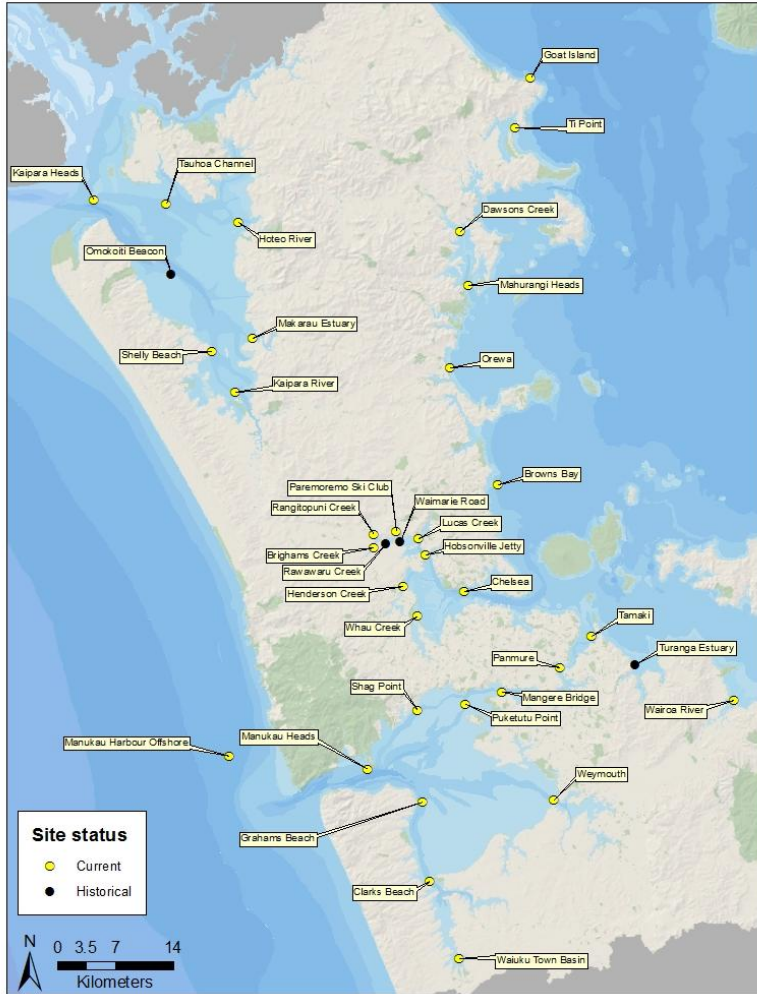 Goat Island
Ti Point
Tauhoa Channel
Kaipara Heads
Dawsons Creek
Hoteo River
Omokoiti Beacon
Mahurangi Heads
Makarau Estuary
Shelly Beach
Orewa
Kaipara River
Browns Bay
Paremoremo Ski Club
Waimarie Road
Rangitopuni Creek
Lucas Creek
Brighams Creek
Hobsonville Jetty
Rawawaru Creek
Henderson Creek
Chelsea
Whau Creek
Tamaki
Turanga Estuary
Panmure
Shag Point
Mangere Bridge
Wairoa River
Puketutu Point
Manukau Heads
Manukau Harbour Offshore
Weymouth
Grahams Beach
Clarks Beach
Waiuku Town Basin
Site status
Current
Historical
N
0 3.5 7 14
Kilometers